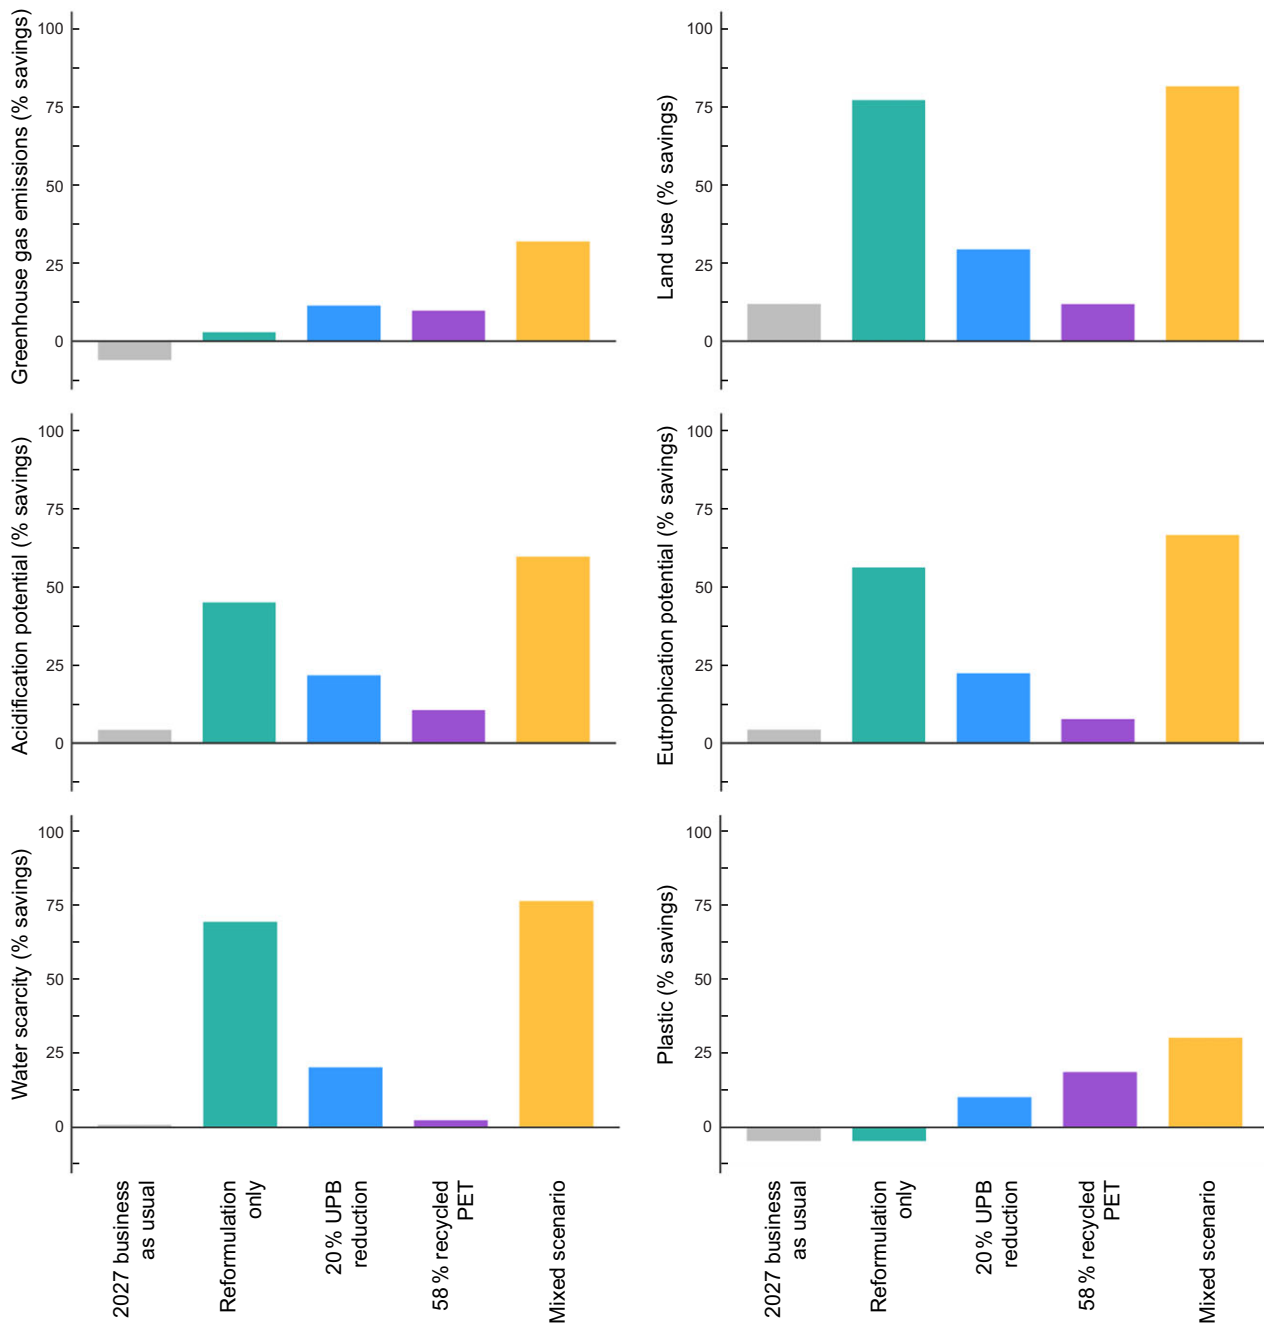 Greenhouse gas emissions (% savings)
100
75
50
25
0
Land use (% savings)
100
75
50
25
0
Acidification potential (% savings)
100
75
50
25
0
Eutrophication potential (% savings)
100
75
50
25
0
Water scarcity (% savings)
100
75
50
25
0
2027 business
as usual
Reformulation
only
20% UPB
reduction
58% recycled
PET
Mixed scenario
Plastic (% savings)
100
75
50
25
0
2027 business
as usual
Reformulation
only
20% UPB
reduction
58% recycled
PET
Mixed scenario